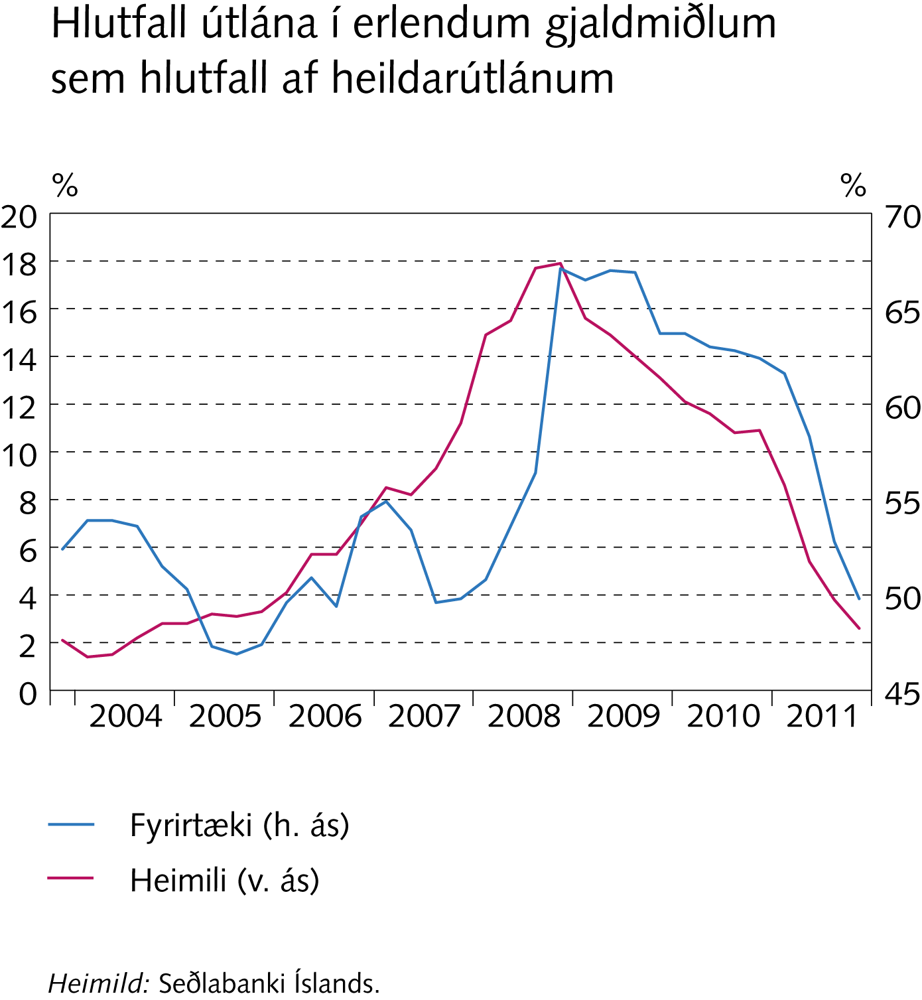 Hlutfall útlána í erlendum gjaldmiðlum
sem hlutfall af heildarútlánum
% %
20 70
18
16 65
14
12 60
10
8 55
6
4 50
2
0 45
2004 2005 2006 2007 2008 2009 2010 2011
Fyrirtæki (h. ás)
Heimili (v. ás)
Heimild: Seðlabanki Íslands.